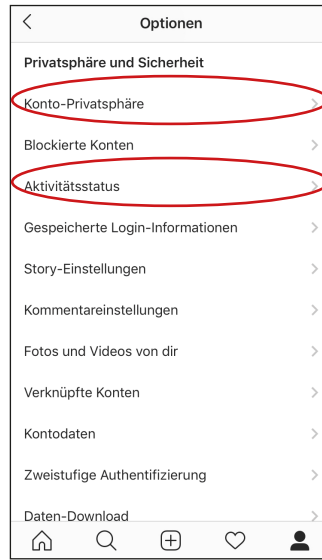 Optionen
Privatsphäre und Sicherheit
Konto-Privatsphäre
Blockierte Konten
Aktivitätsstatus
Gespeicherte Login-Informationen
Story-Einstellungen
Kommentareinstellungen
Fotos und Videos von dir
Verknüpfte Konten
Kontodaten
Zweistufige Authentifizierung
Daten-Download